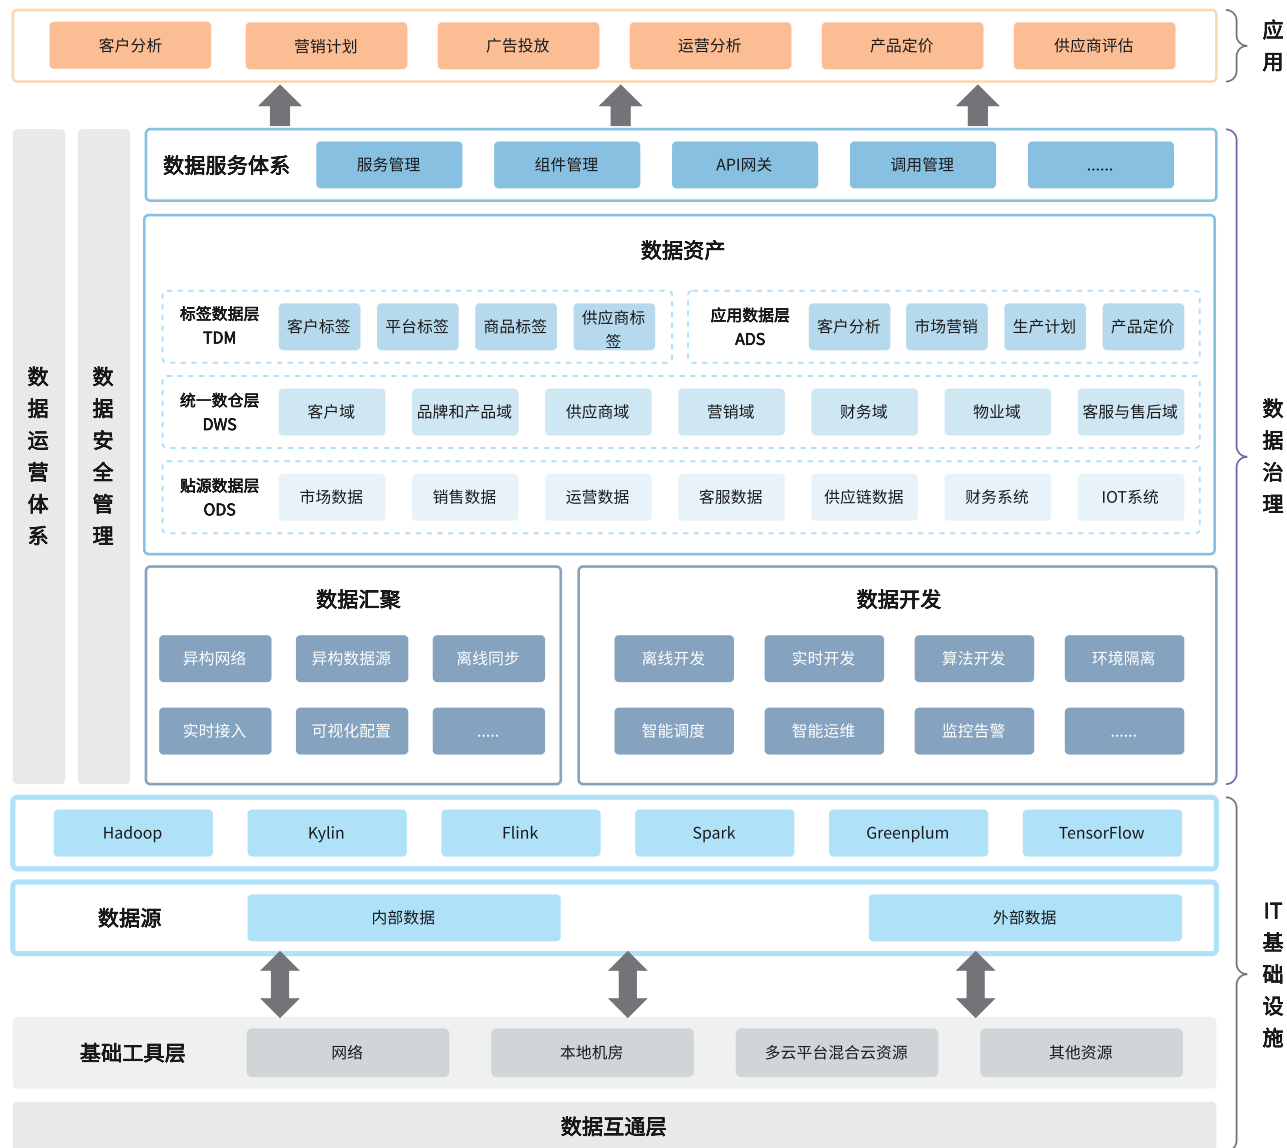 客户分析
营销计划
广告投放
运营分析
产品定价
供应商评估
应用
数据运营体系
数据安全管理
数据服务体系
服务管理
组件管理
API网关
调用管理
......
数据资产
标签数据层
TDM
客户标签
平台标签
商品标签
供应商标
签
应用数据层
ADS
客户分析
市场营销
生产计划
产品定价
统一数仓层
DWS
客户域
品牌和产品域
供应商域
营销域
财务域
物业域
客服与售后域
贴源数据层
ODS
市场数据
销售数据
运营数据
客服数据
供应链数据
财务系统
IOT系统
数据汇聚
异构网络
异构数据源
离线同步
实时接入
可视化配置
.....
数据开发
离线开发
实时开发
算法开发
环境隔离
智能调度
智能运维
监控告警
......
数据治理
Hadoop
Kylin
Flink
Spark
Greenplum
TensorFlow
数据源
内部数据
外部数据
基础工具层
网络
本地机房
多云平台混合云资源
其他资源
数据互通层
IT基础设施